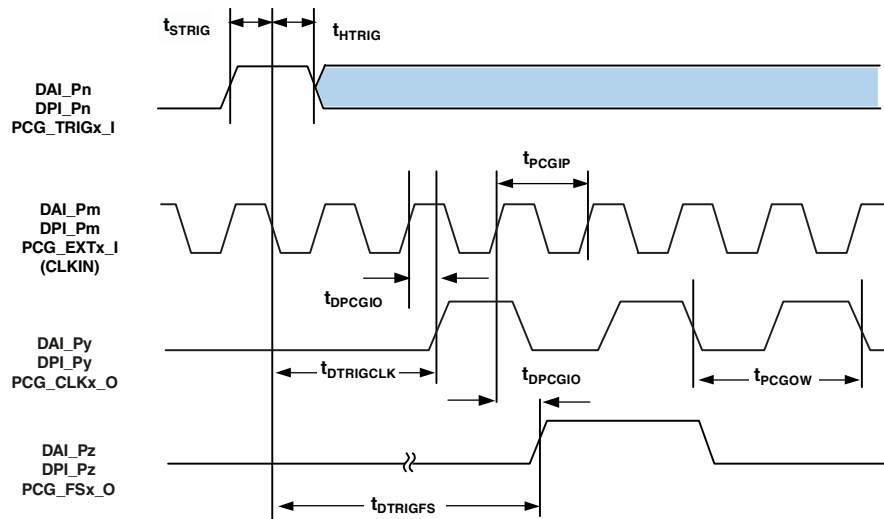 tSTRIG
tHTRIG
DAI_Pn
DPI_Pn
PCG_TRIGx_I
tPCGIP
DAI_Pm
DPI_Pm
PCG_EXTx_I
(CLKIN)
tDPCGIO
DAI_Py
DPI_Py
PCG_CLKx_O
tDTRIGCLK
tDPCGIO
tPCGOW
DAI_Pz
DPI_Pz
PCG_FSx_O
tDTRIGFS